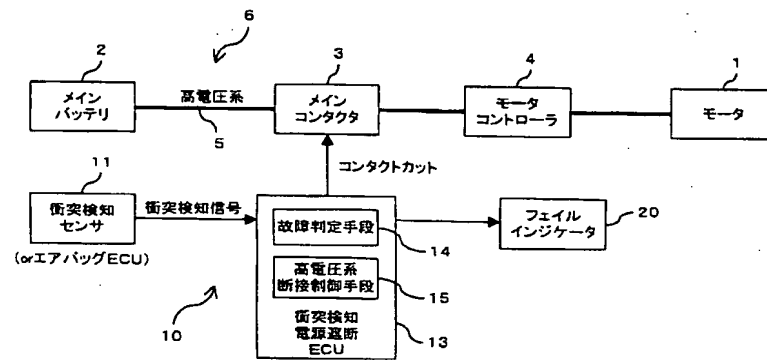 6
2
3
4
1
メイン
バッテリ
高電圧系
5
メイン
コンタクタ
モータ
コントローラ
モータ
11
コンタクトカット
衝突検知
センサ
(orエアバッグECU)
衝突検知信号
故障判定手段
14
高電圧系
断接制御手段
15
衝突検知
電源遮断
ECU
13
フェイル
インジケータ
20
10